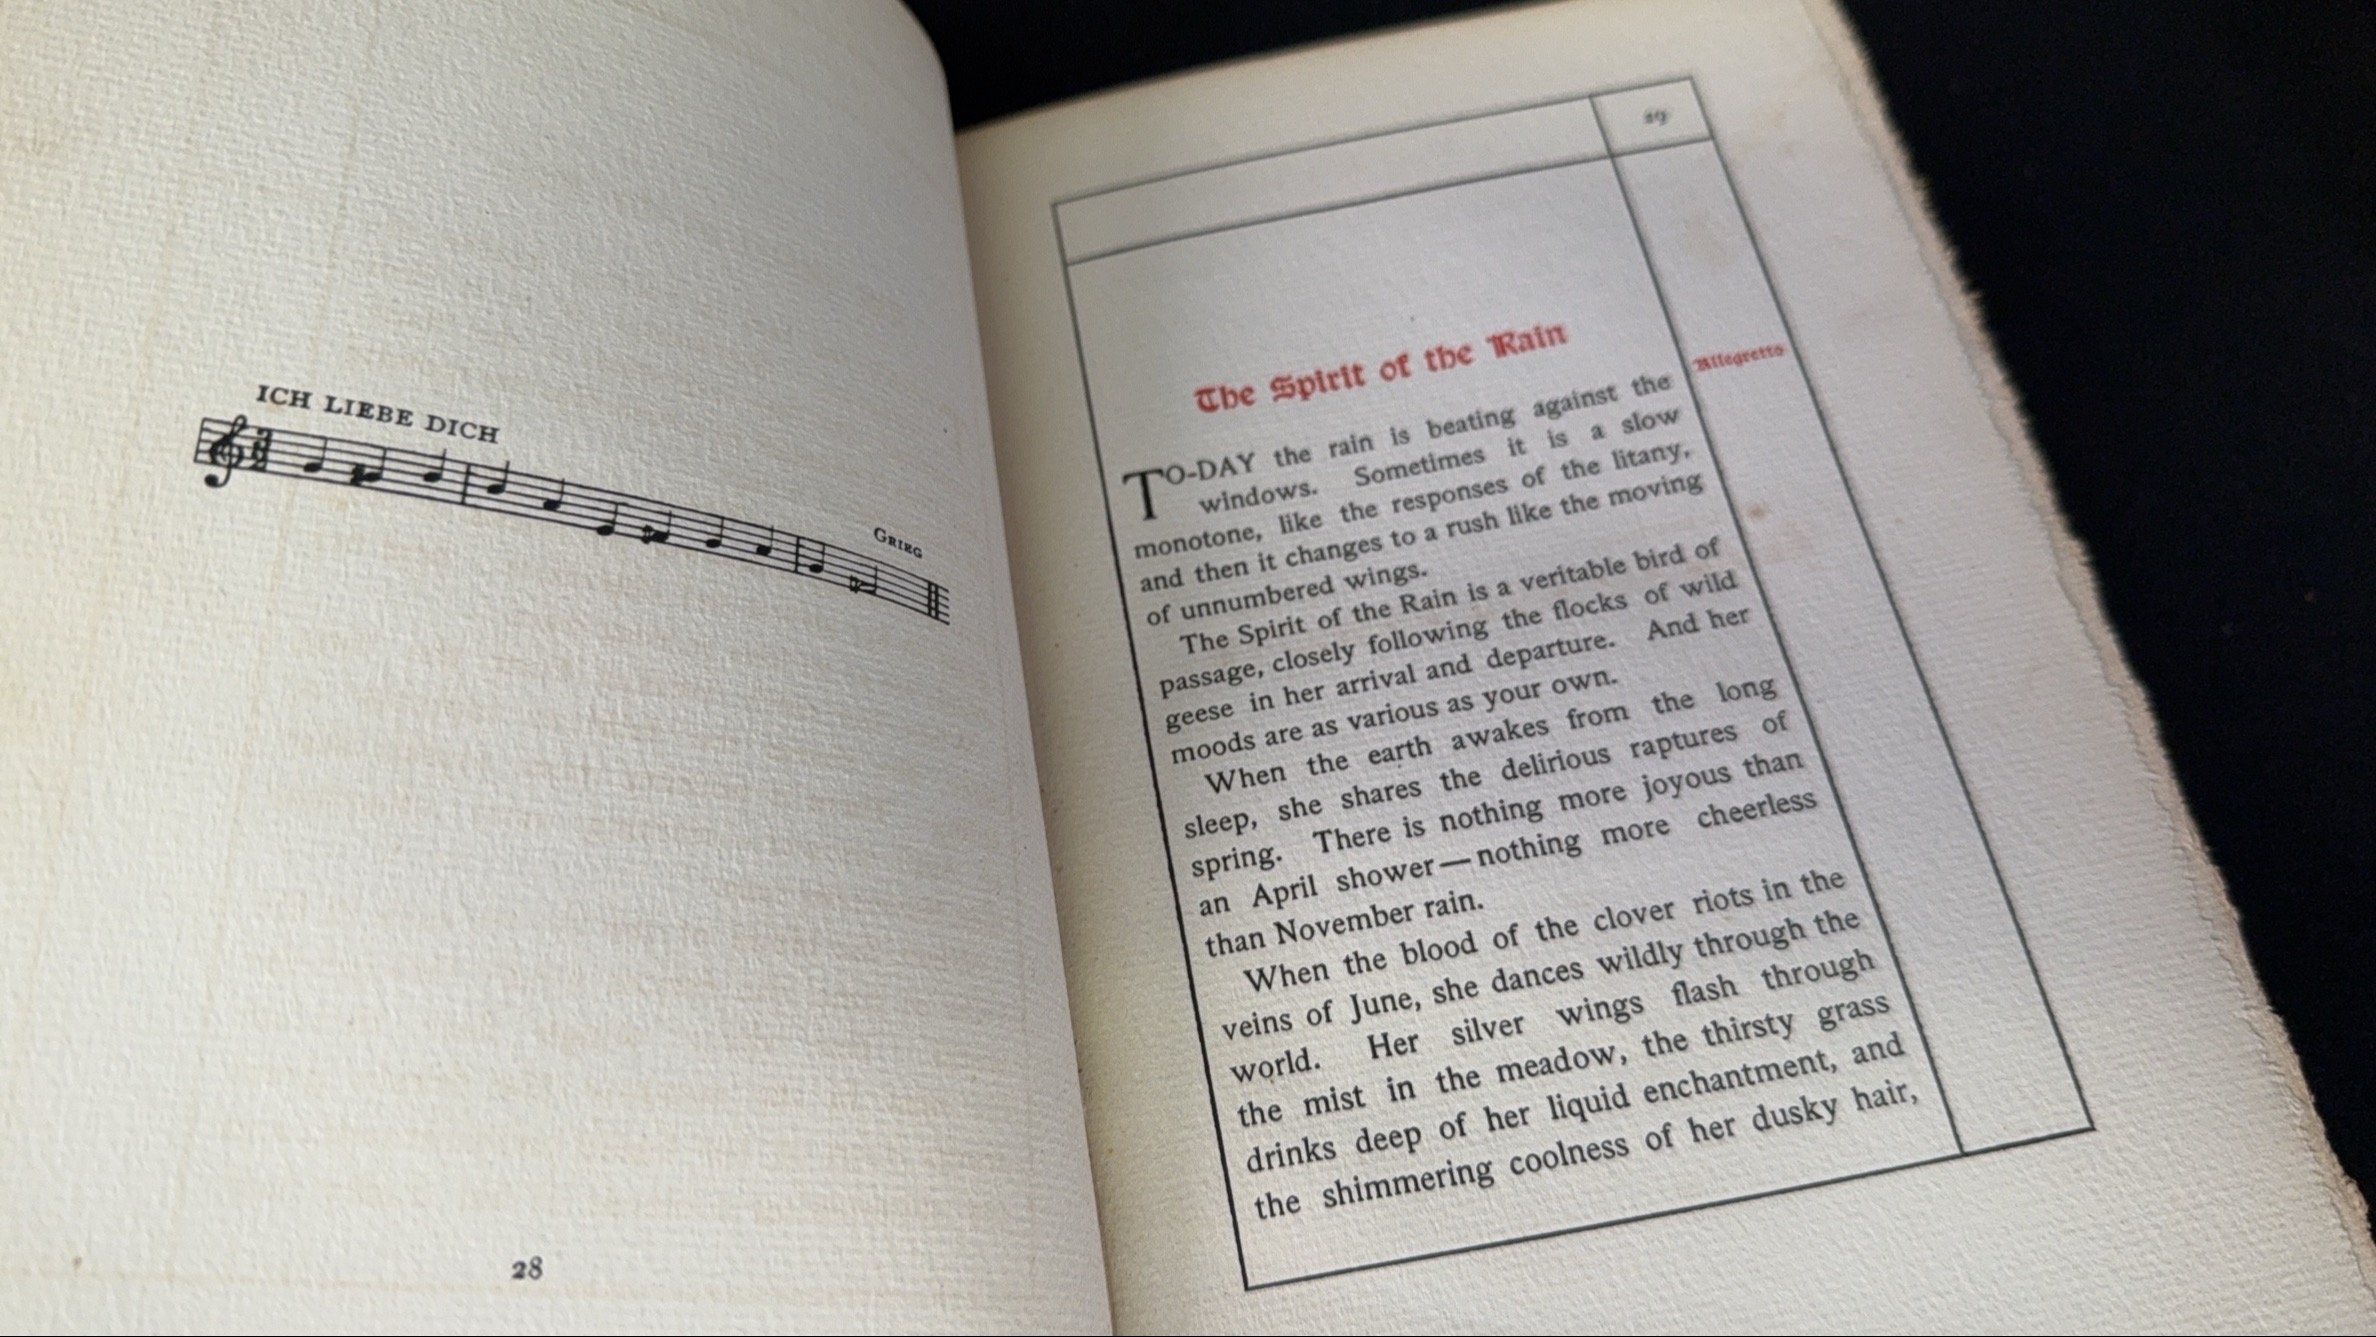 ICH LIEBE DICH
GRIEG
28
29
The Spirit of the Rain
Allegretto
TO-DAY the rain is beating against the
windows. Sometimes it is a slow
monotone, like the responses of the litany,
and then it changes to a rush like the moving
of unnumbered wings.
The Spirit of the Rain is a veritable bird of
passage, closely following the flocks of wild
geese in her arrival and departure. And her
moods are as various as your own.
When the earth awakes from the long
sleep, she shares the delirious raptures of
spring. There is nothing more joyous than
an April shower—nothing more cheerless
than November rain.
When the blood of the clover riots in the
veins of June, she dances wildly through the
world. Her silver wings flash through
the mist in the meadow, the thirsty grass
drinks deep of her liquid enchantment, and
the shimmering coolness of her dusky hair,